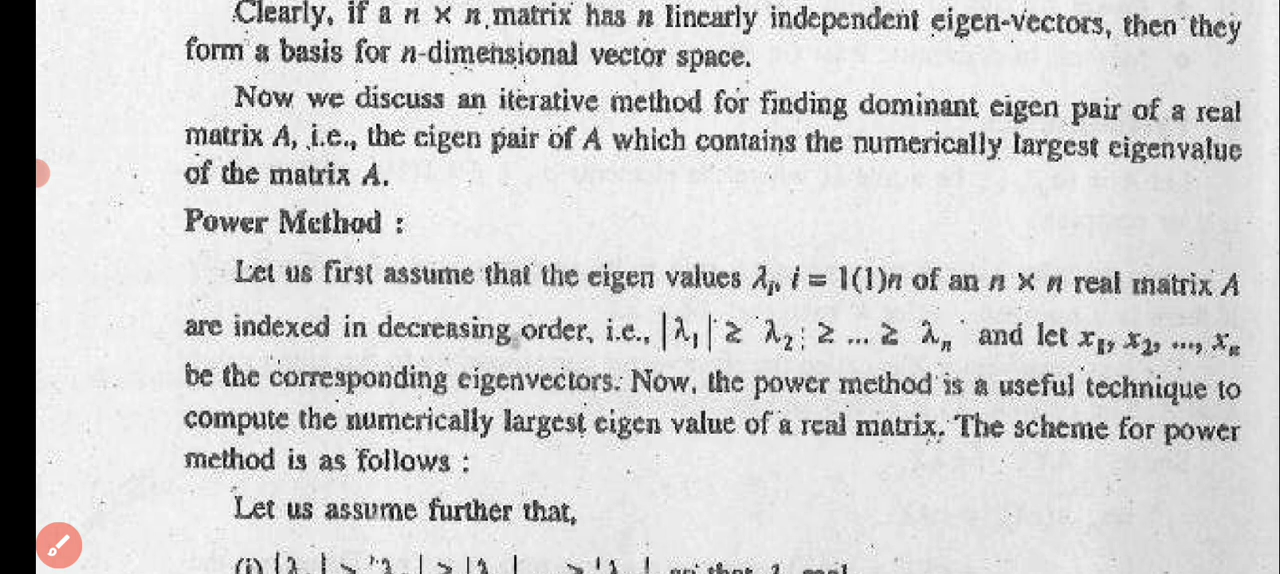 Clearly, if a n × n matrix has n linearly independent eigen-vectors, then they
form a basis for n-dimensional vector space.
Now we discuss an iterative method for finding dominant eigen pair of a real
matrix A, i.e., the eigen pair of A which contains the numerically largest eigenvalue
of the matrix A.
Power Method :
Let us first assume that the eigen values λᵢ, i = 1(1)n of an n × n real matrix A
are indexed in decreasing order, i.e., |λ₁| ≥ λ₂ ≥ ... ≥ λₙ and let x₁, x₂, ..., xₙ
be the corresponding eigenvectors. Now, the power method is a useful technique to
compute the numerically largest eigen value of a real matrix. The scheme for power
method is as follows :
Let us assume further that,
(i)